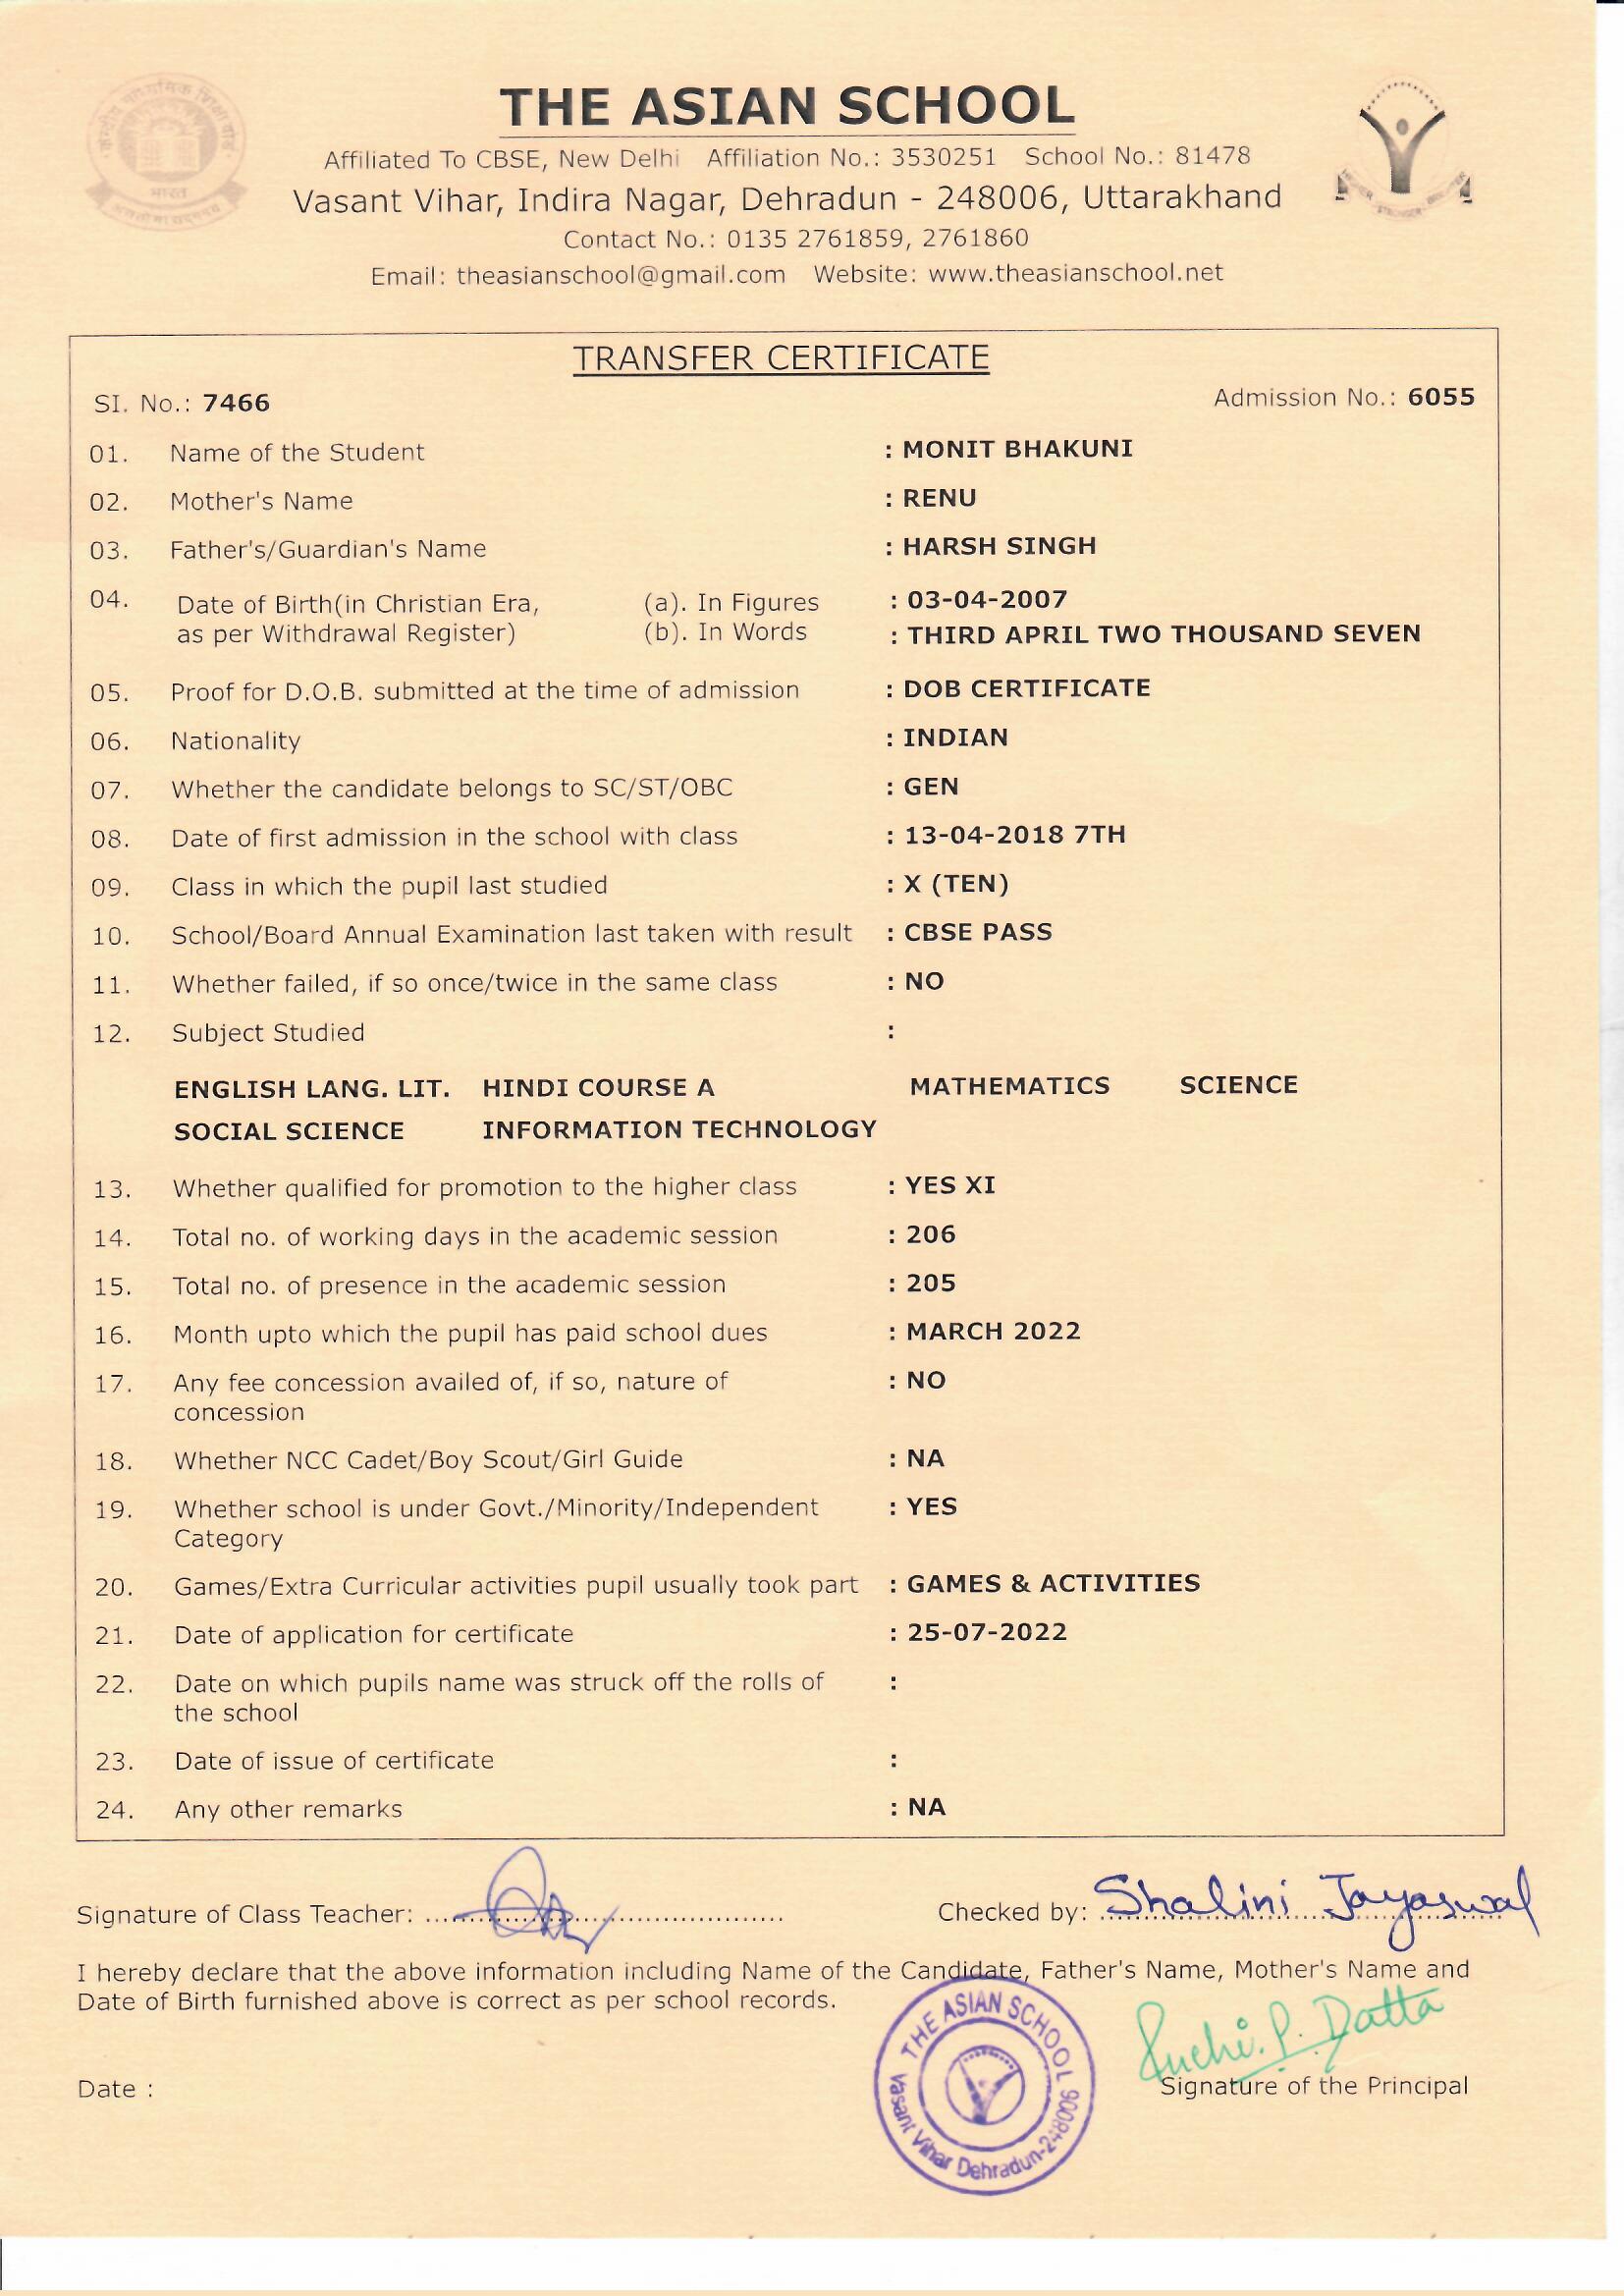 THE ASIAN SCHOOL
Affiliated To CBSE, New Delhi Affiliation No.: 3530251 School No.: 81478
Vasant Vihar, Indira Nagar, Dehradun - 248006, Uttarakhand
Contact No.: 0135 2761859, 2761860
Email: theasianschool@gmail.com Website: www.theasianschool.net
भारत
TRANSFER CERTIFICATE
SI. No.: 7466 Admission No.: 6055
01. Name of the Student : MONIT BHAKUNI
02. Mother's Name : RENU
03. Father's/Guardian's Name : HARSH SINGH
04. Date of Birth(in Christian Era, (a). In Figures : 03-04-2007
as per Withdrawal Register) (b). In Words : THIRD APRIL TWO THOUSAND SEVEN
05. Proof for D.O.B. submitted at the time of admission : DOB CERTIFICATE
06. Nationality : INDIAN
07. Whether the candidate belongs to SC/ST/OBC : GEN
08. Date of first admission in the school with class : 13-04-2018 7TH
09. Class in which the pupil last studied : X (TEN)
10. School/Board Annual Examination last taken with result : CBSE PASS
11. Whether failed, if so once/twice in the same class : NO
12. Subject Studied :
ENGLISH LANG. LIT. HINDI COURSE A MATHEMATICS SCIENCE
SOCIAL SCIENCE INFORMATION TECHNOLOGY
13. Whether qualified for promotion to the higher class : YES XI
14. Total no. of working days in the academic session : 206
15. Total no. of presence in the academic session : 205
16. Month upto which the pupil has paid school dues : MARCH 2022
17. Any fee concession availed of, if so, nature of : NO
concession
18. Whether NCC Cadet/Boy Scout/Girl Guide : NA
19. Whether school is under Govt./Minority/Independent : YES
Category
20. Games/Extra Curricular activities pupil usually took part : GAMES & ACTIVITIES
21. Date of application for certificate : 25-07-2022
22. Date on which pupils name was struck off the rolls of :
the school
23. Date of issue of certificate :
24. Any other remarks : NA
Signature of Class Teacher: Checked by: Shalini Jayaswal
I hereby declare that the above information including Name of the Candidate, Father's Name, Mother's Name and
Date of Birth furnished above is correct as per school records.
THE ASIAN SCHOOL
Vasant Vihar Dehradun-248006
Ruchi. P. Datta
Date : Signature of the Principal